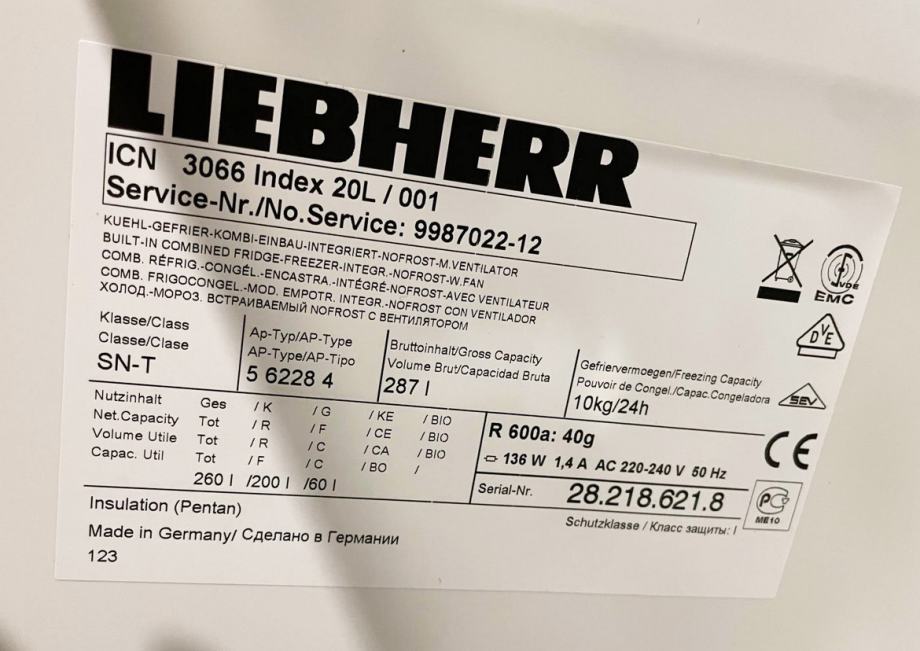 LIEBHERR
ICN 3066 Index 20L / 001
Service-Nr./No.Service: 9987022-12
KUEHL-GEFRIER-KOMBI-EINBAU-INTEGRIERT-NOFROST-M.VENTILATOR
BUILT-IN COMBINED FRIDGE-FREEZER-INTEGR.-NOFROST-W.FAN
COMB. RÉFRIG.-CONGÉL.-ENCASTRA.-INTÉGRÉ-NOFROST-AVEC VENTILATEUR
COMB. FRIGOCONGEL.-MOD. EMPOTR. INTEGR.-NOFROST CON VENTILADOR
ХОЛОД.-МОРОЗ. ВСТРАИВАЕМЫЙ NOFROST С ВЕНТИЛЯТОРОМ
VDE
EMC
DVE
Klasse/Class
Classe/Clase
SN-T
Ap-Typ/AP-Type
AP-Type/AP-Tipo
5 6228 4
Bruttoinhalt/Gross Capacity
Volume Brut/Capacidad Bruta
287 l
Gefriervermoegen/Freezing Capacity
Pouvoir de Congel./Capac.Congeladora
10kg/24h
SEV
Nutzinhalt Ges / K / G / KE / BIO
Net.Capacity Tot / R / F / CE / BIO
Volume Utile Tot / R / C / CA / BIO
Capac. Util Tot / F / C / BO /
260 l /200 l /60 l
R 600a: 40g
136 W 1,4 A AC 220-240 V 50 Hz
CE
Serial-Nr. 28.218.621.8
РС
ME10
Schutzklasse / Класс защиты: I
Insulation (Pentan)
Made in Germany/ Сделано в Германии
123